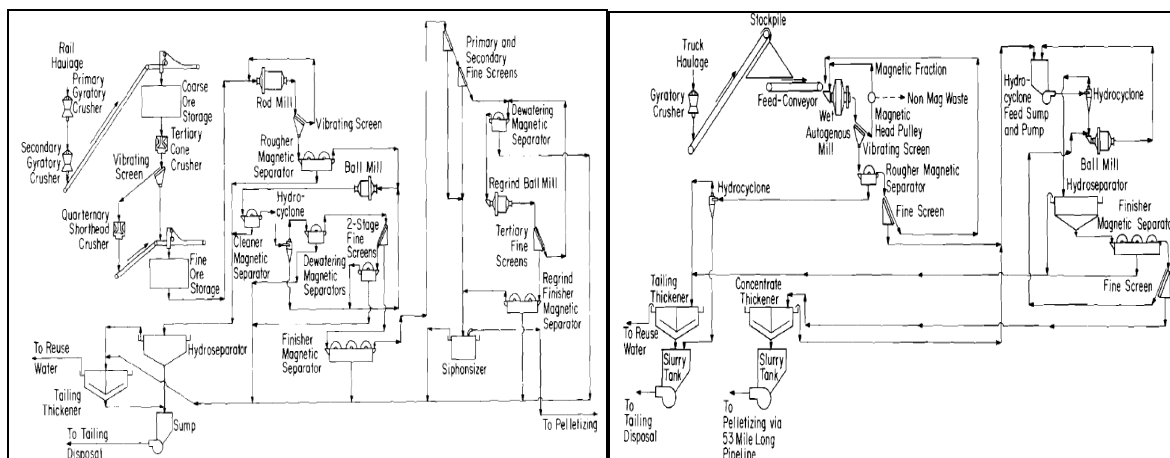 Rail
Haulage
Primary
Gyratory
Crusher
Secondary
Gyratory
Crusher
Coarse
Ore
Storage
Tertiary
Cone
Crusher
Vibrating
Screen
Quarternary
Shorthead
Crusher
Fine
Ore
Storage
Rod Mill
Vibrating Screen
Rougher
Magnetic
Separator
Ball Mill
Hydro-
cyclone
Cleaner
Magnetic
Separator
Dewatering
Magnetic
Separators
2-Stage
Fine
Screens
Finisher
Magnetic
Separator
Primary and
Secondary
Fine Screens
Dewatering
Magnetic
Separator
Regrind Ball Mill
Tertiary
Fine
Screens
Regrind
Finisher
Magnetic
Separator
Siphonsizer
To Pelletizing
To Reuse
Water
Hydroseparator
Tailing
Thickener
Sump
To Tailing
Disposal
Stockpile
Truck
Haulage
Gyratory
Crusher
Feed-Conveyor
Wet
Autogenous
Mill
Magnetic Fraction
Non Mag Waste
Magnetic
Head Pulley
Vibrating Screen
Rougher Magnetic
Separator
Fine Screen
Hydrocyclone
Hydro-
cyclone
Feed Sump
and Pump
Hydrocyclone
Ball Mill
Hydroseparator
Finisher
Magnetic Separator
Fine Screen
Tailing
Thickener
Concentrate
Thickener
To Reuse
Water
Slurry
Tank
Slurry
Tank
To
Tailing
Disposal
To
Pelletizing via
53 Mile Long
Pipeline